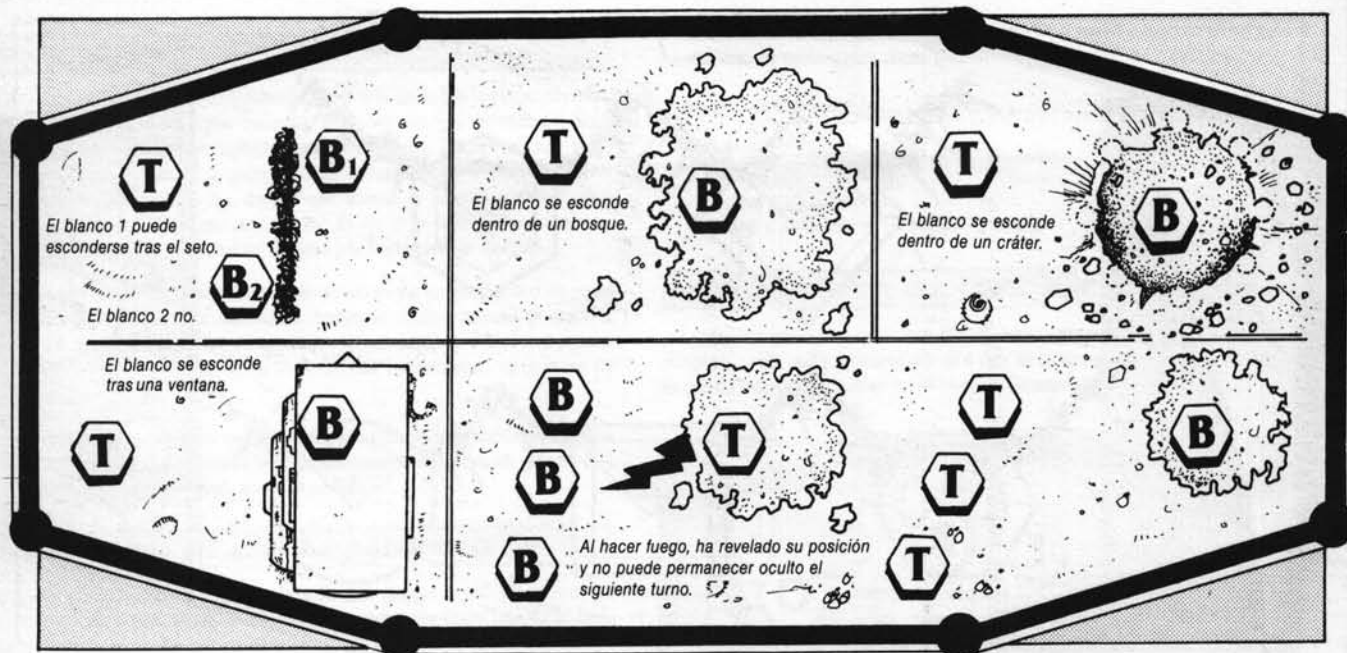 T
B1
El blanco 1 puede
esconderse tras el seto.
B2
El blanco 2 no.
T
El blanco se esconde
dentro de un bosque.
B
T
El blanco se esconde
dentro de un cráter.
B
El blanco se esconde
tras una ventana.
T
B
B
B
B
T
Al hacer fuego, ha revelado su posición
y no puede permanecer oculto el
siguiente turno.
T
T
T
B